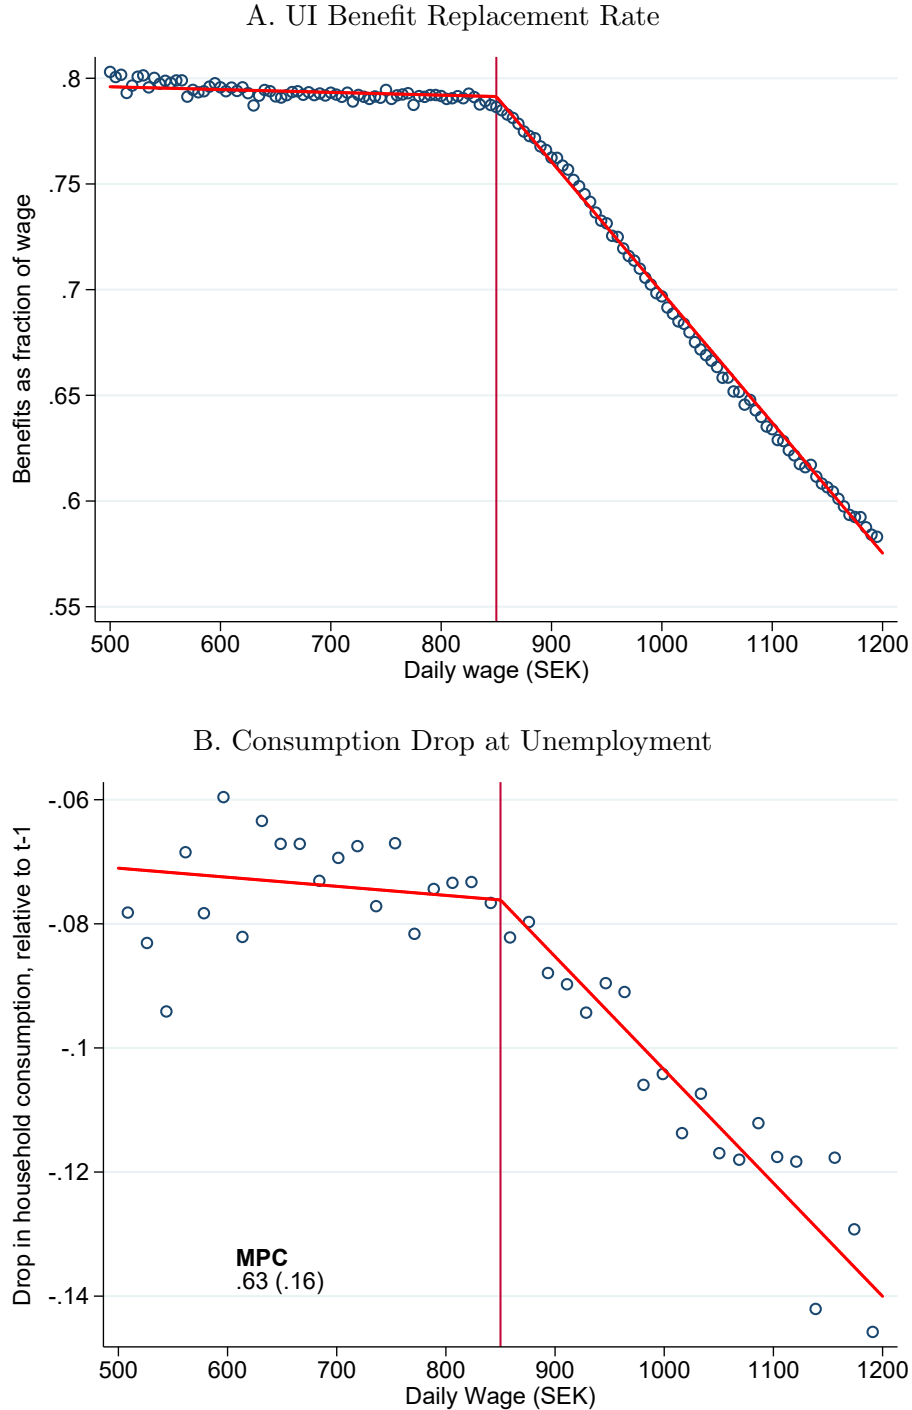 A. UI Benefit Replacement Rate
Benefits as fraction of wage
.8
.75
.7
.65
.6
.55
500 600 700 800 900 1000 1100 1200
Daily wage (SEK)
B. Consumption Drop at Unemployment
Drop in household consumption, relative to t-1
-.06
-.08
-.1
-.12
-.14
MPC
.63 (.16)
500 600 700 800 900 1000 1100 1200
Daily Wage (SEK)